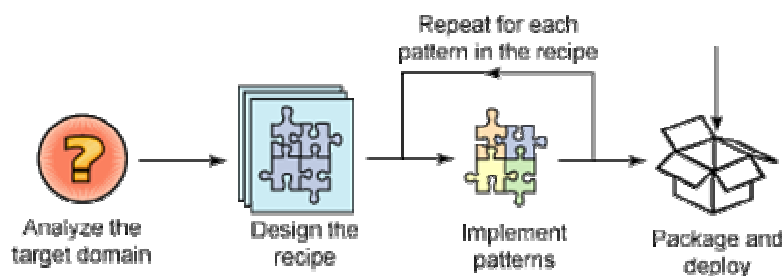 Repeat for each
pattern in the recipe
?
Analyze the
target domain
Design the
recipe
Implement
patterns
Package and
deploy